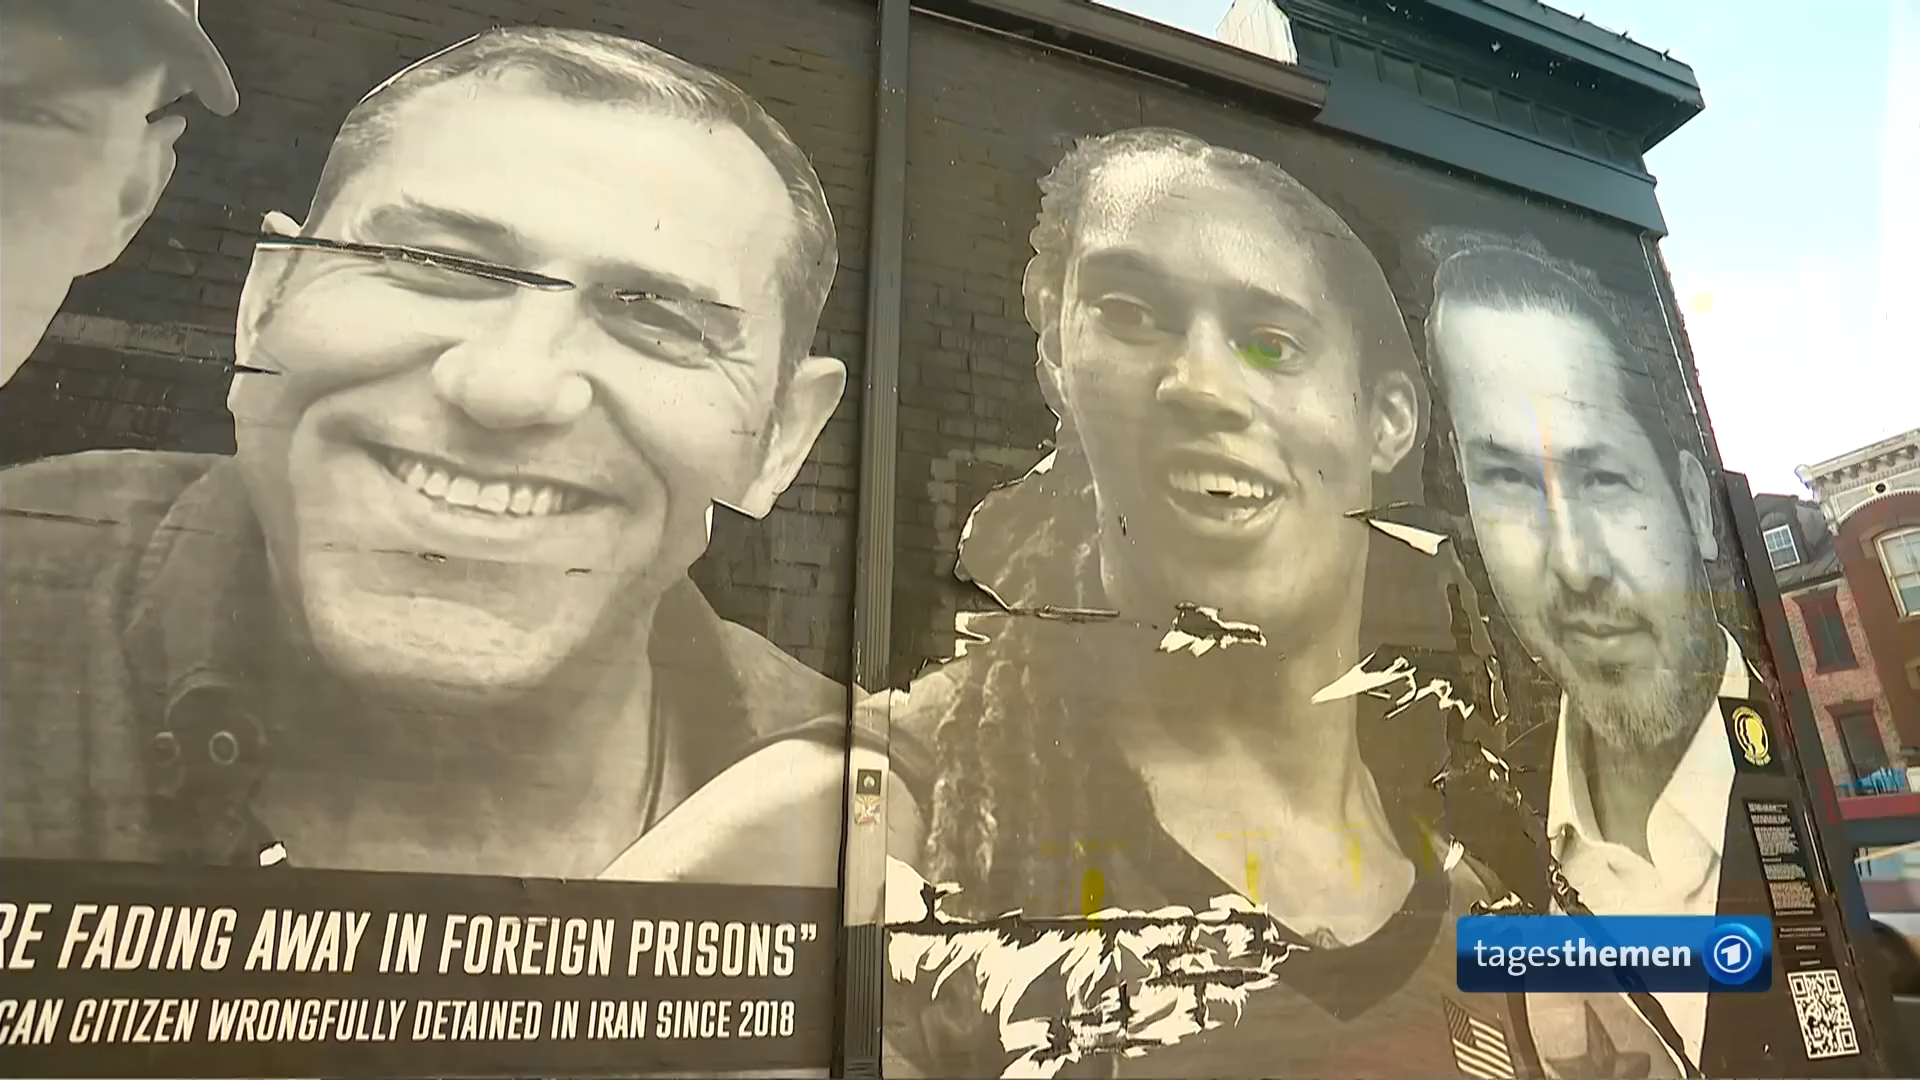 RE FADING AWAY IN FOREIGN PRISONS”
CAN CITIZEN WRONGFULLY DETAINED IN IRAN SINCE 2018
tagesthemen